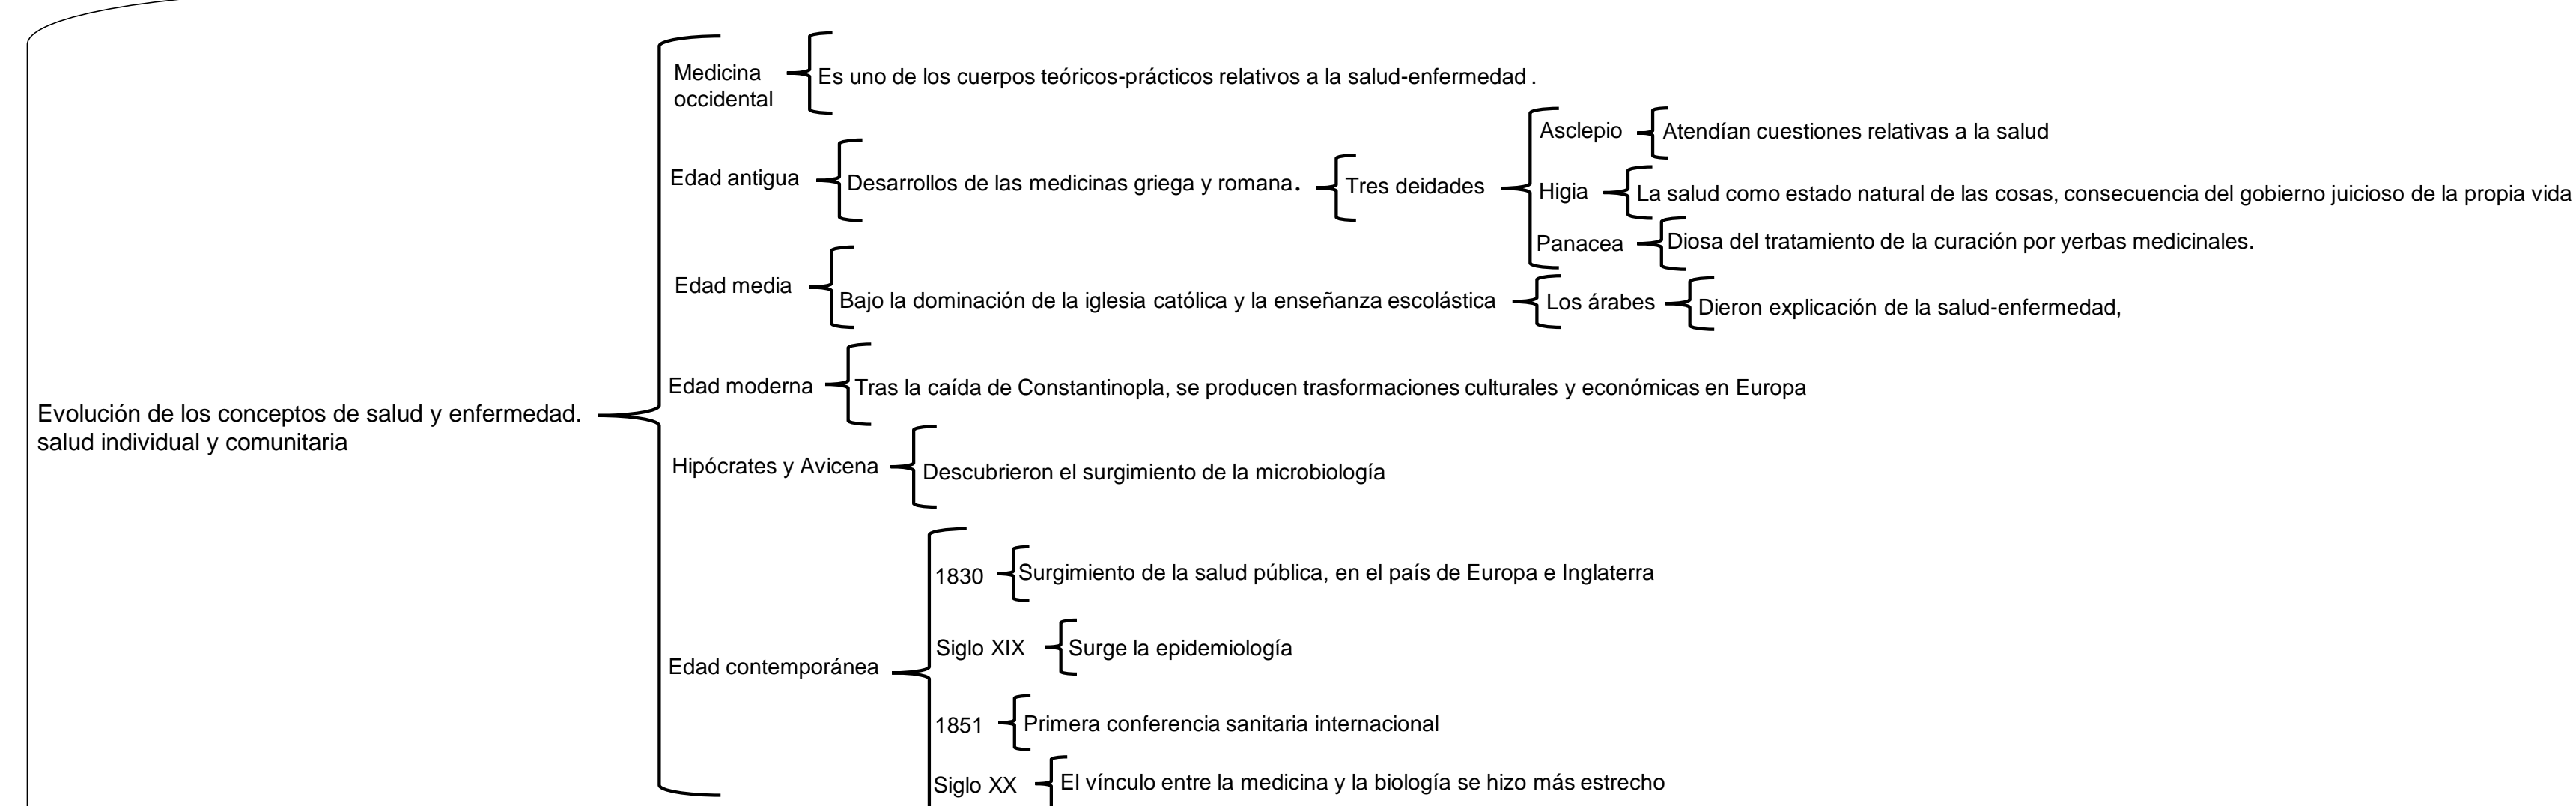 Evolución de los conceptos de salud y enfermedad.
salud individual y comunitaria
Medicina
occidental
Es uno de los cuerpos teóricos-prácticos relativos a la salud-enfermedad .
Edad antigua
Desarrollos de las medicinas griega y romana.
Tres deidades
Asclepio
Atendían cuestiones relativas a la salud
Higia
La salud como estado natural de las cosas, consecuencia del gobierno juicioso de la propia vida
Panacea
Diosa del tratamiento de la curación por yerbas medicinales.
Edad media
Bajo la dominación de la iglesia católica y la enseñanza escolástica
Los árabes
Dieron explicación de la salud-enfermedad,
Edad moderna
Tras la caída de Constantinopla, se producen trasformaciones culturales y económicas en Europa
Hipócrates y Avicena
Descubrieron el surgimiento de la microbiología
Edad contemporánea
1830
Surgimiento de la salud pública, en el país de Europa e Inglaterra
Siglo XIX
Surge la epidemiología
1851
Primera conferencia sanitaria internacional
Siglo XX
El vínculo entre la medicina y la biología se hizo más estrecho